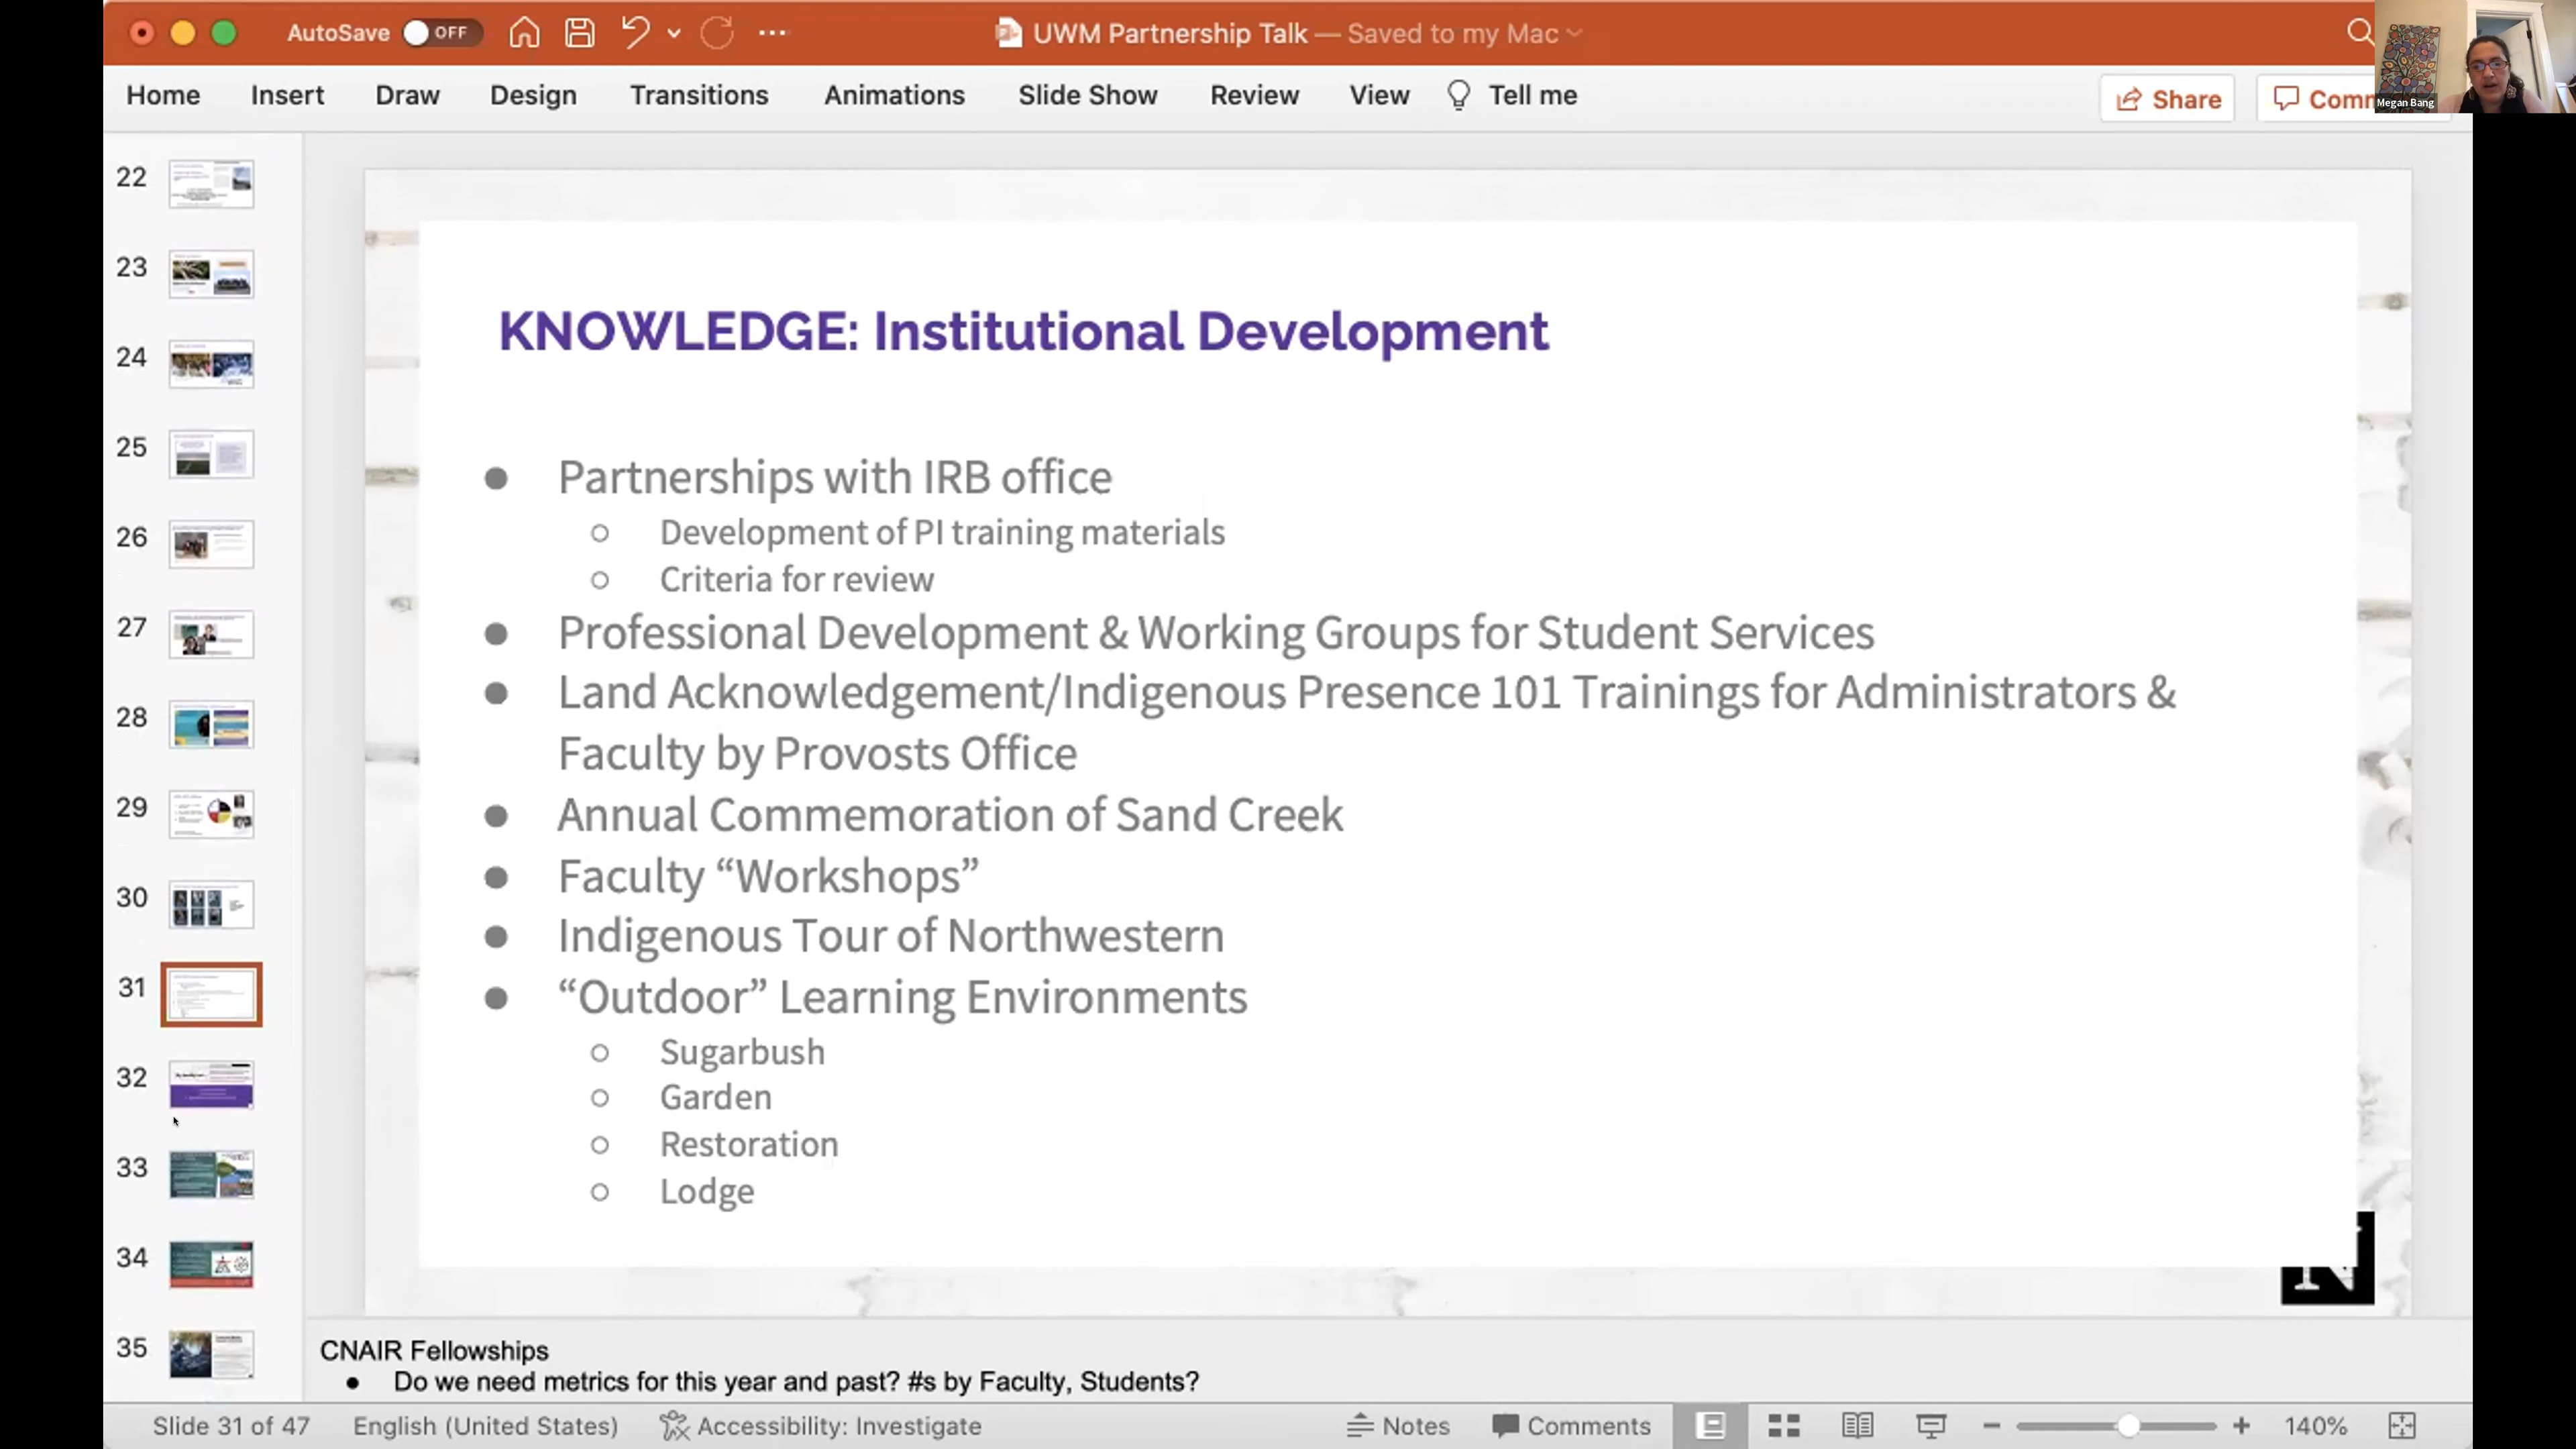 AutoSave OFF
UWM Partnership Talk — Saved to my Mac
Home Insert Draw Design Transitions Animations Slide Show Review View Tell me
Share Comm
Megan Bang
22
23
24
25
26
27
28
29
30
31
32
33
34
35
KNOWLEDGE: Institutional Development
● Partnerships with IRB office
○ Development of PI training materials
○ Criteria for review
● Professional Development & Working Groups for Student Services
● Land Acknowledgement/Indigenous Presence 101 Trainings for Administrators &
Faculty by Provosts Office
● Annual Commemoration of Sand Creek
● Faculty “Workshops”
● Indigenous Tour of Northwestern
● “Outdoor” Learning Environments
○ Sugarbush
○ Garden
○ Restoration
○ Lodge
N
CNAIR Fellowships
● Do we need metrics for this year and past? #s by Faculty, Students?
Slide 31 of 47 English (United States) Accessibility: Investigate Notes Comments 140%